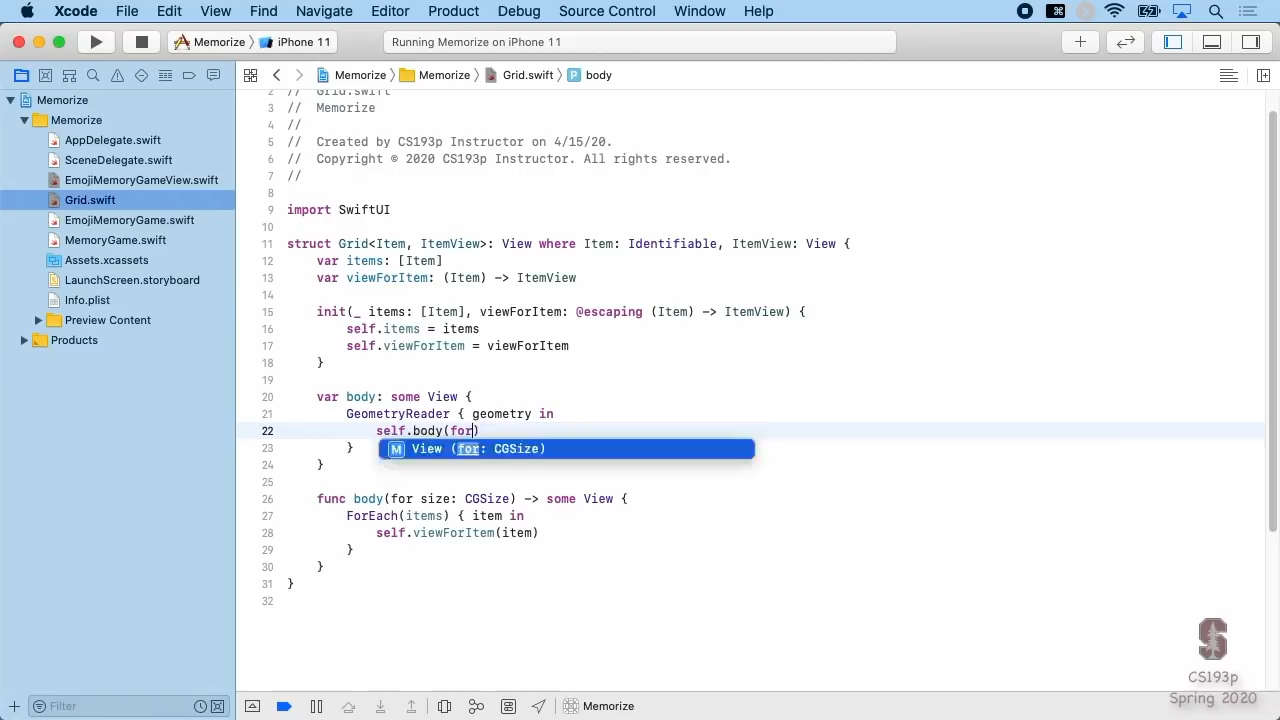 Xcode File Edit View Find Navigate Editor Product Debug Source Control Window Help
Memorize iPhone 11 Running Memorize on iPhone 11
Memorize Memorize Grid.swift body
Memorize
Memorize
AppDelegate.swift
SceneDelegate.swift
EmojiMemoryGameView.swift
Grid.swift
EmojiMemoryGame.swift
MemoryGame.swift
Assets.xcassets
LaunchScreen.storyboard
Info.plist
Preview Content
Products
Filter
2 // Grid.swift
3 // Memorize
4 //
5 // Created by CS193p Instructor on 4/15/20.
6 // Copyright © 2020 CS193p Instructor. All rights reserved.
7 //
8
9 import SwiftUI
10
11 struct Grid<Item, ItemView>: View where Item: Identifiable, ItemView: View {
12 var items: [Item]
13 var viewForItem: (Item) -> ItemView
14
15 init(_ items: [Item], viewForItem: @escaping (Item) -> ItemView) {
16 self.items = items
17 self.viewForItem = viewForItem
18 }
19
20 var body: some View {
21 GeometryReader { geometry in
22 self.body(for)
M View (for: CGSize)
23 }
24 }
25
26 func body(for size: CGSize) -> some View {
27 ForEach(items) { item in
28 self.viewForItem(item)
29 }
30 }
31 }
32
Memorize
CS193p
Spring 2020